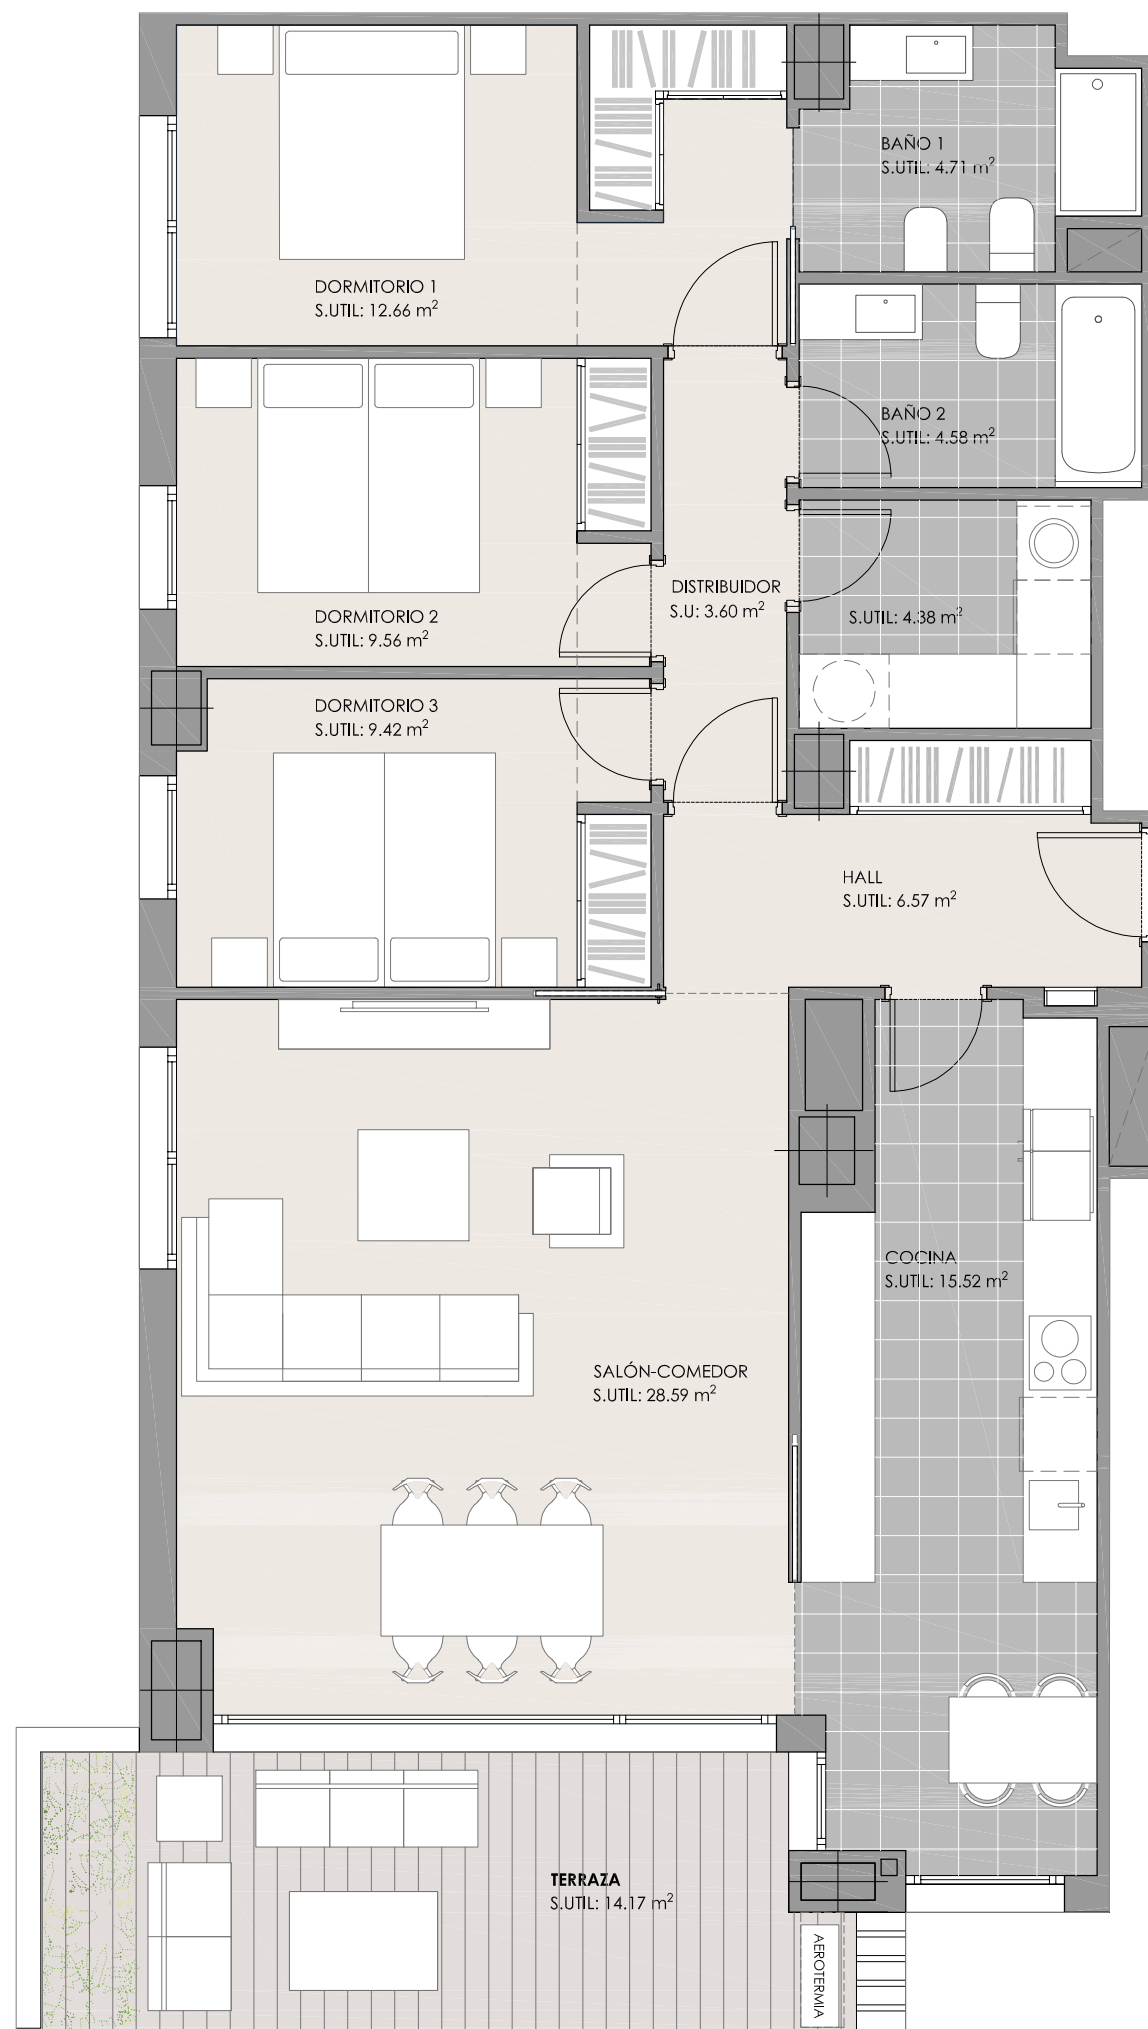 BAÑO 1
S.UTIL: 4.71 m²
DORMITORIO 1
S.UTIL: 12.66 m²
BAÑO 2
S.UTIL: 4.58 m²
DISTRIBUIDOR
S.U: 3.60 m²
S.UTIL: 4.38 m²
DORMITORIO 2
S.UTIL: 9.56 m²
DORMITORIO 3
S.UTIL: 9.42 m²
HALL
S.UTIL: 6.57 m²
COCINA
S.UTIL: 15.52 m²
SALÓN-COMEDOR
S.UTIL: 28.59 m²
TERRAZA
S.UTIL: 14.17 m²
AEROTERMIA